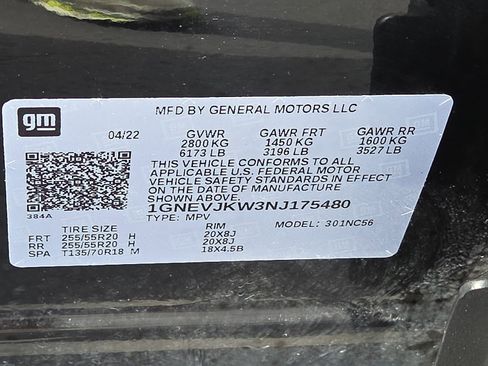 gm
MFD BY GENERAL MOTORS LLC
04/22 GVWR GAWR FRT GAWR RR
2800 KG 1450 KG 1600 KG
6173 LB 3196 LB 3527 LB
THIS VEHICLE CONFORMS TO ALL
APPLICABLE U.S. FEDERAL MOTOR
VEHICLE SAFETY STANDARDS IN EFFECT
ON THE DATE OF MANUFACTURE
SHOWN ABOVE.
384A
1GNEVJKW3NJ175480
TYPE: MPV MODEL: 301NC56
TIRE SIZE RIM
FRT 255/55R20 H 20X8J
RR 255/55R20 H 20X8J
SPA T135/70R18 M 18X4.5B